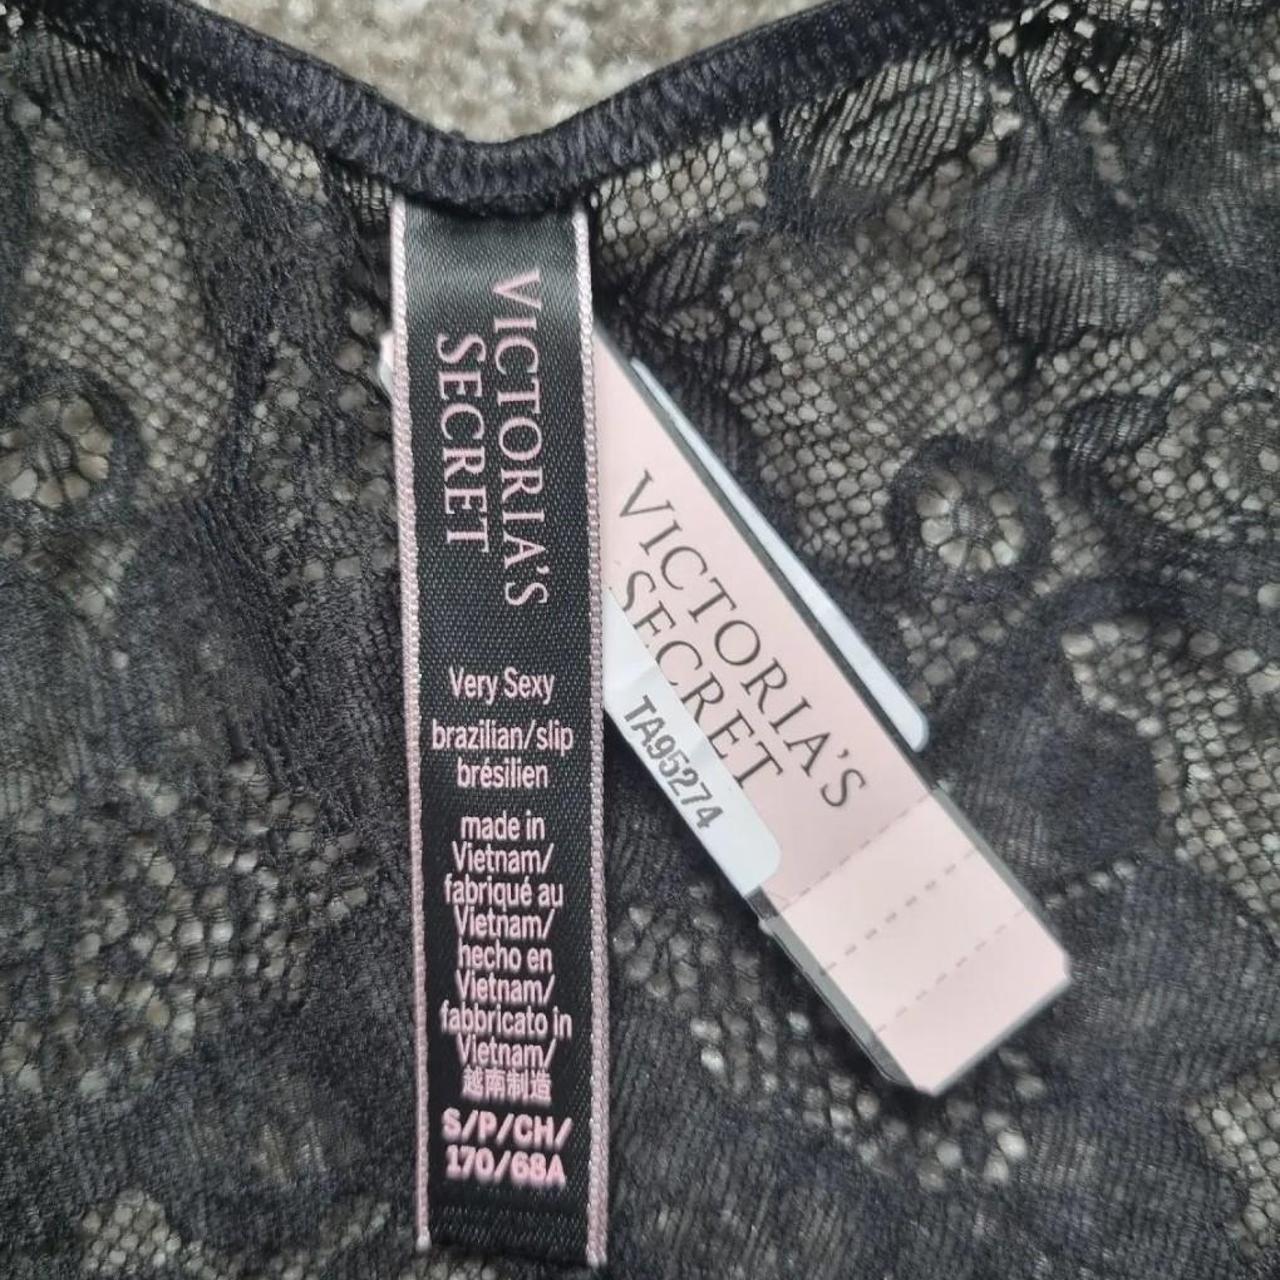 VICTORIA'S
SECRET
Very Sexy
brazilian/slip
brésilien
made in
Vietnam/
fabriqué au
Vietnam/
hecho en
Vietnam/
fabbricato in
Vietnam/
越南制造
S/P/CH/
170/68A
VICTORIA'S
SECRET
TA95274